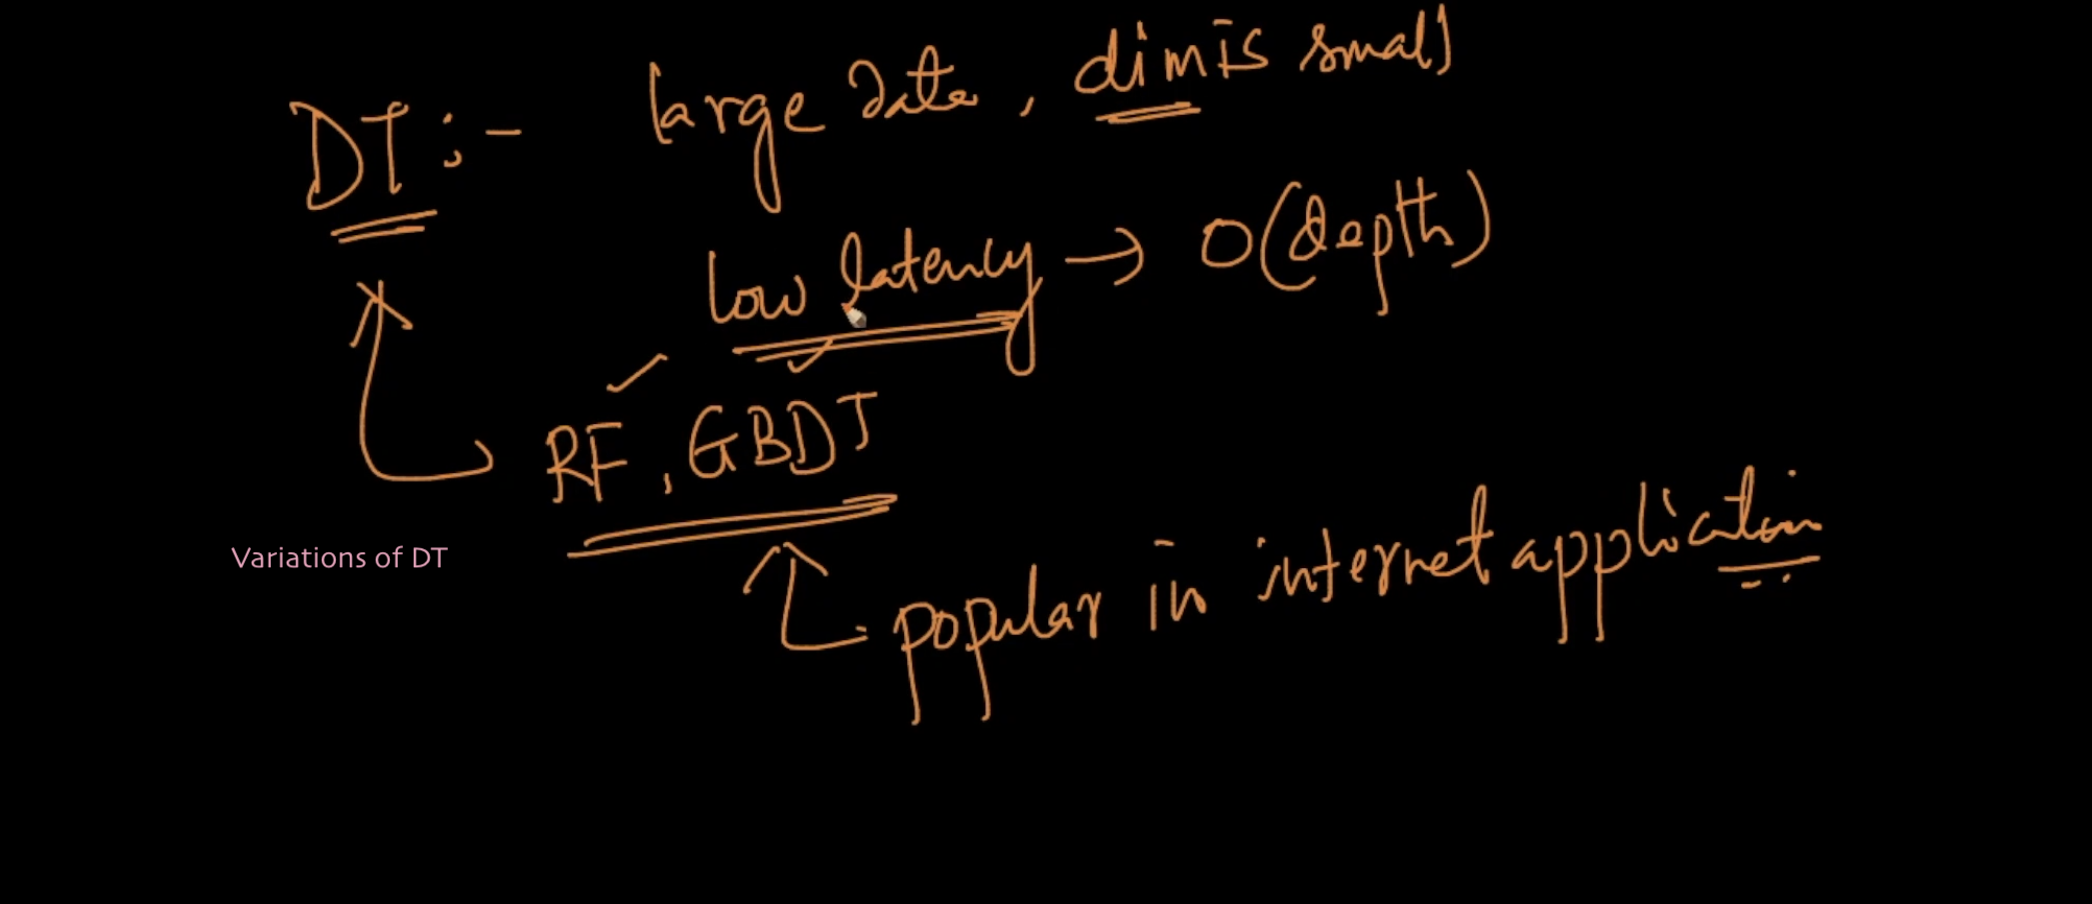 DT :- large data, dim is small
low latency → O(depth)
RF, GBDT
Variations of DT
popular in internet application